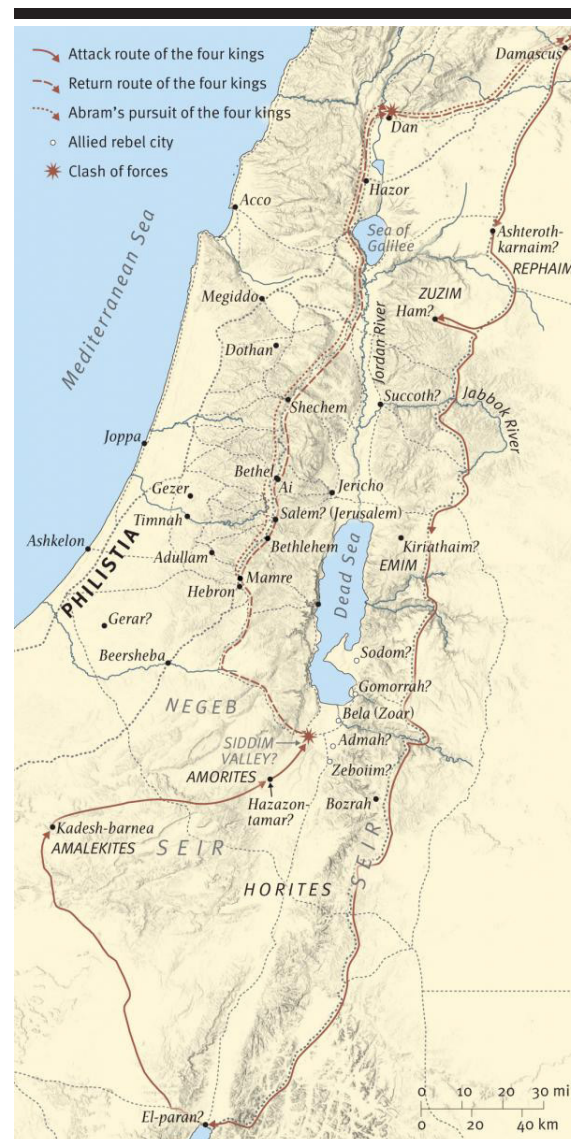 Attack route of the four kings
Return route of the four kings
Abram's pursuit of the four kings
Allied rebel city
Clash of forces
Damascus
Dan
Hazor
Acco
Sea of
Galilee
Ashteroth-
karnaim?
REPHAIM
Mediterranean Sea
Megiddo
ZUZIM
Ham?
Dothan
Jordan River
Shechem
Succoth?
Jabbok
River
Joppa
Bethel
Ai
Jericho
Gezer
Timnah
Salem? (Jerusalem)
Ashkelon
Bethlehem
Kiriathaim?
EMIM
Adullam
PHILISTIA
Mamre
Hebron
Dead Sea
Gerar?
Sodom?
Beersheba
Gomorrah?
NEGEB
Bela (Zoar)
SIDDIM
VALLEY?
Admah?
AMORITES
Zeboiim?
Hazazon-
tamar?
Bozrah
Kadesh-barnea
AMALEKITES
SEIR
SEIR
HORITES
El-paran?
0 10 20 30 mi
0 20 40 km